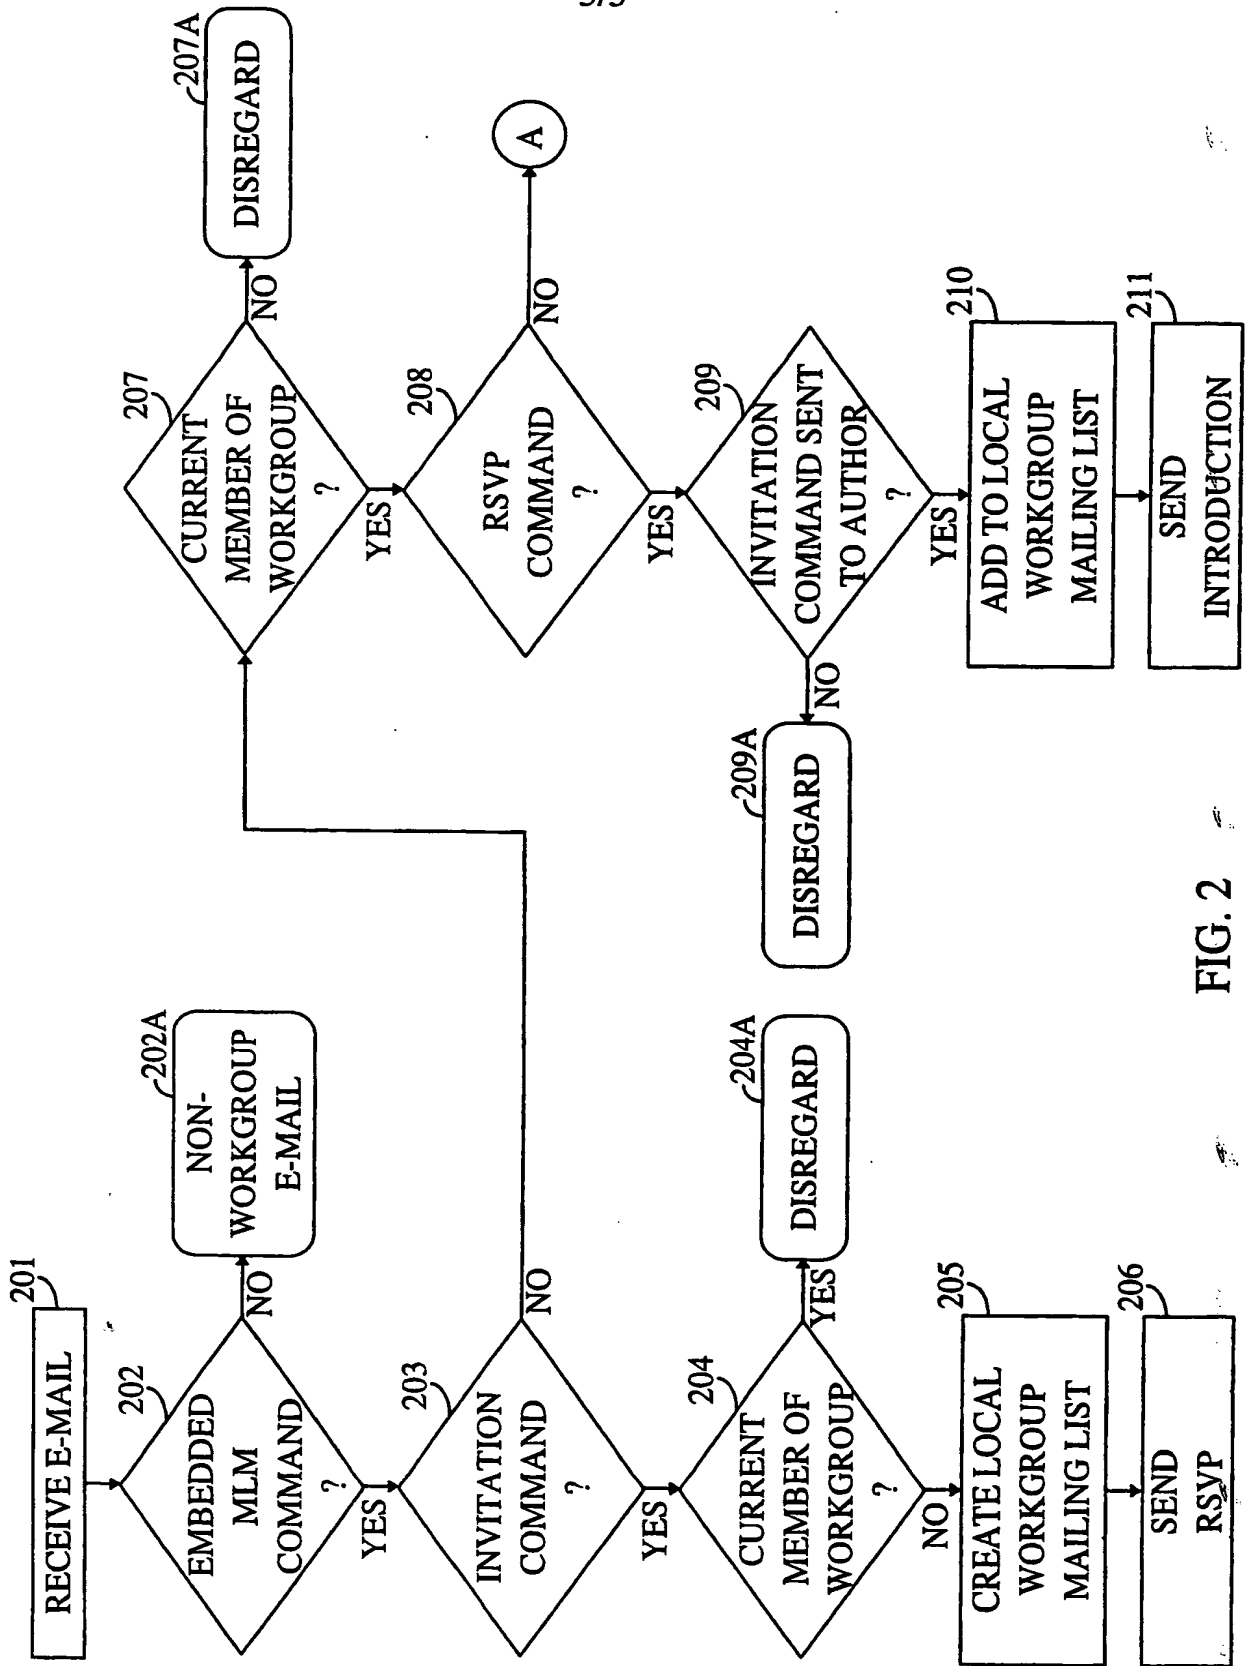 201
RECEIVE E-MAIL
202
EMBEDDED
MLM
COMMAND
?
NO
202A
NON-
WORKGROUP
E-MAIL
YES
203
INVITATION
COMMAND
?
NO
YES
204
CURRENT
MEMBER OF
WORKGROUP
?
YES
204A
DISREGARD
NO
205
CREATE LOCAL
WORKGROUP
MAILING LIST
206
SEND
RSVP
207
CURRENT
MEMBER OF
WORKGROUP
?
NO
207A
DISREGARD
YES
208
RSVP
COMMAND
?
NO
A
YES
209
INVITATION
COMMAND SENT
TO AUTHOR
?
NO
209A
DISREGARD
YES
210
ADD TO LOCAL
WORKGROUP
MAILING LIST
211
SEND
INTRODUCTION
FIG. 2